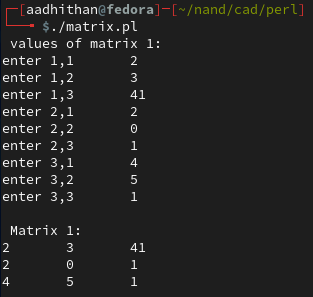 [aadhithan@fedora]-[~/nand/cad/perl]
$./matrix.pl
values of matrix 1:
enter 1,1 2
enter 1,2 3
enter 1,3 41
enter 2,1 2
enter 2,2 0
enter 2,3 1
enter 3,1 4
enter 3,2 5
enter 3,3 1
Matrix 1:
2 3 41
2 0 1
4 5 1